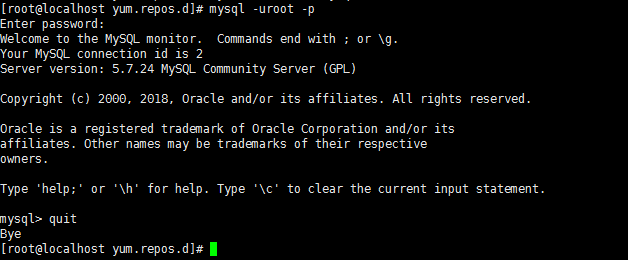 [root@localhost yum.repos.d]# mysql -uroot -p
Enter password:
Welcome to the MySQL monitor.  Commands end with ; or \g.
Your MySQL connection id is 2
Server version: 5.7.24 MySQL Community Server (GPL)
Copyright (c) 2000, 2018, Oracle and/or its affiliates. All rights reserved.
Oracle is a registered trademark of Oracle Corporation and/or its
affiliates. Other names may be trademarks of their respective
owners.
Type 'help;' or '\h' for help. Type '\c' to clear the current input statement.
mysql> quit
Bye
[root@localhost yum.repos.d]#